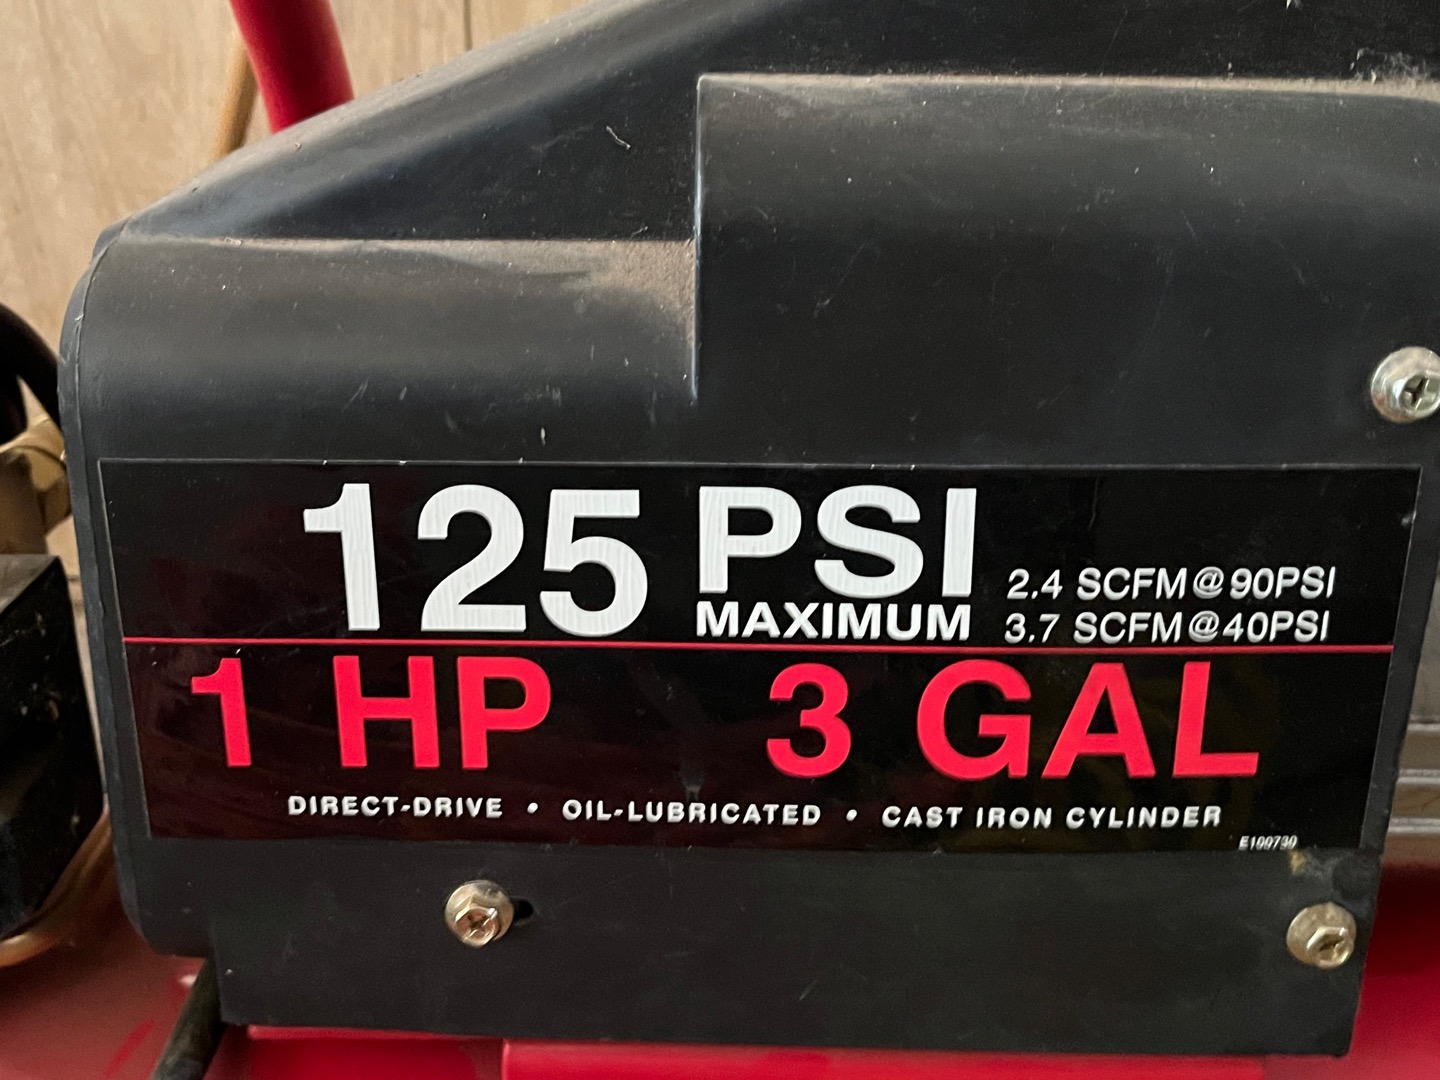 125 PSI
MAXIMUM
2.4 SCFM@90PSI
3.7 SCFM@40PSI
1 HP 3 GAL
DIRECT-DRIVE • OIL-LUBRICATED • CAST IRON CYLINDER
E100730